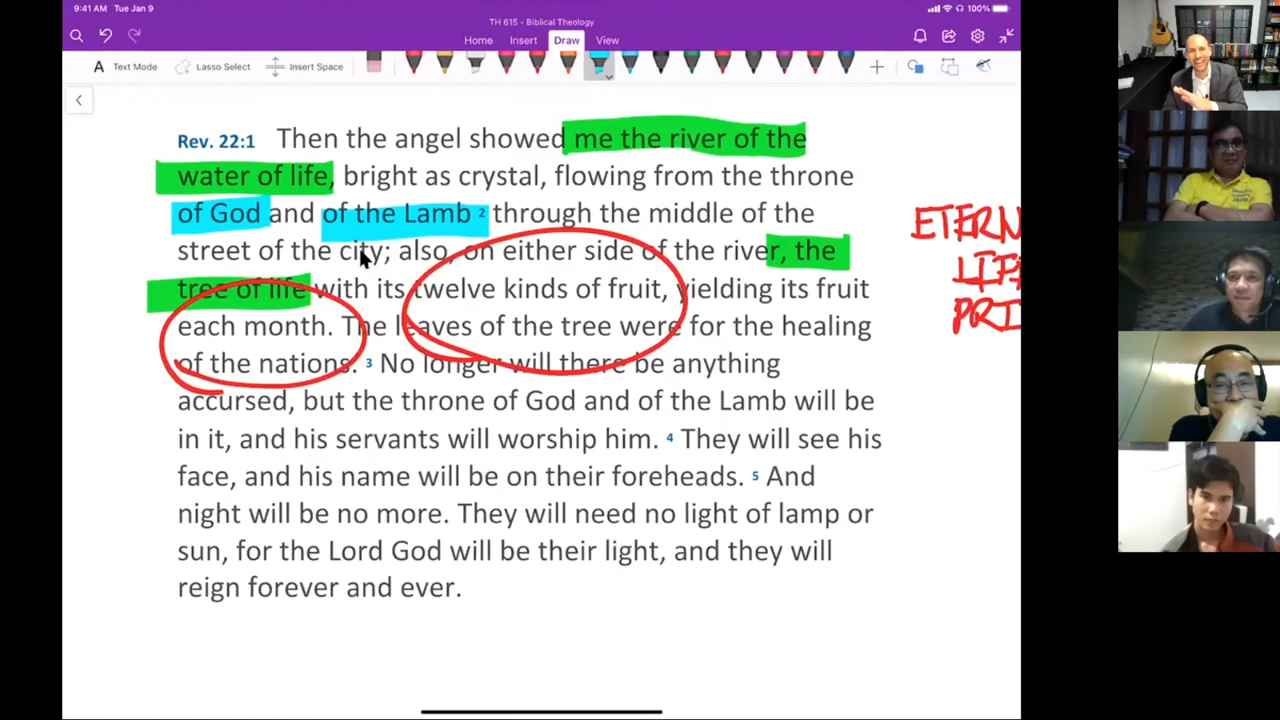 9:41 AM Tue Jan 9
100%
TH 615 - Biblical Theology
Home Insert Draw View
Text Mode Lasso Select Insert Space
Rev. 22:1 Then the angel showed me the river of the
water of life, bright as crystal, flowing from the throne
of God and of the Lamb 2 through the middle of the
street of the city; also, on either side of the river, the
tree of life with its twelve kinds of fruit, yielding its fruit
each month. The leaves of the tree were for the healing
of the nations. 3 No longer will there be anything
accursed, but the throne of God and of the Lamb will be
in it, and his servants will worship him. 4 They will see his
face, and his name will be on their foreheads. 5 And
night will be no more. They will need no light of lamp or
sun, for the Lord God will be their light, and they will
reign forever and ever.
ETERN
LIF
PRI